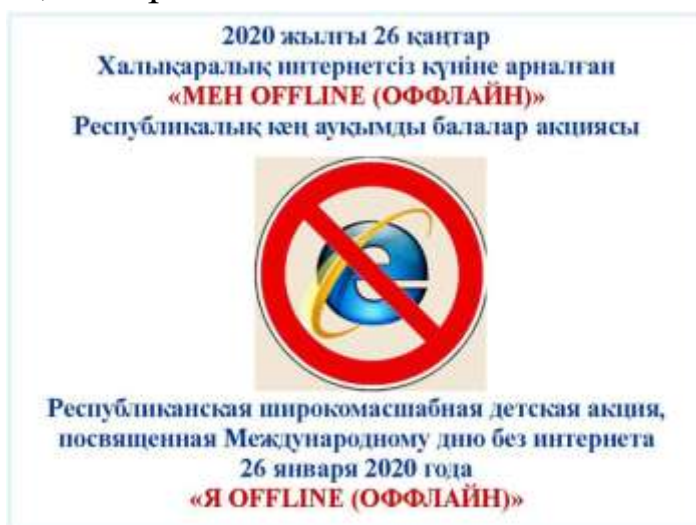 2020 жылғы 26 қаңтар
Халықаралық интернетсіз күніне арналған
«МЕН OFFLINE (ОФФЛАЙН)»
Республикалық кең ауқымды балалар акциясы
Республиканская широкомасшабная детская акция,
посвященная Международному дню без интернета
26 января 2020 года
«Я OFFLINE (ОФФЛАЙН)»